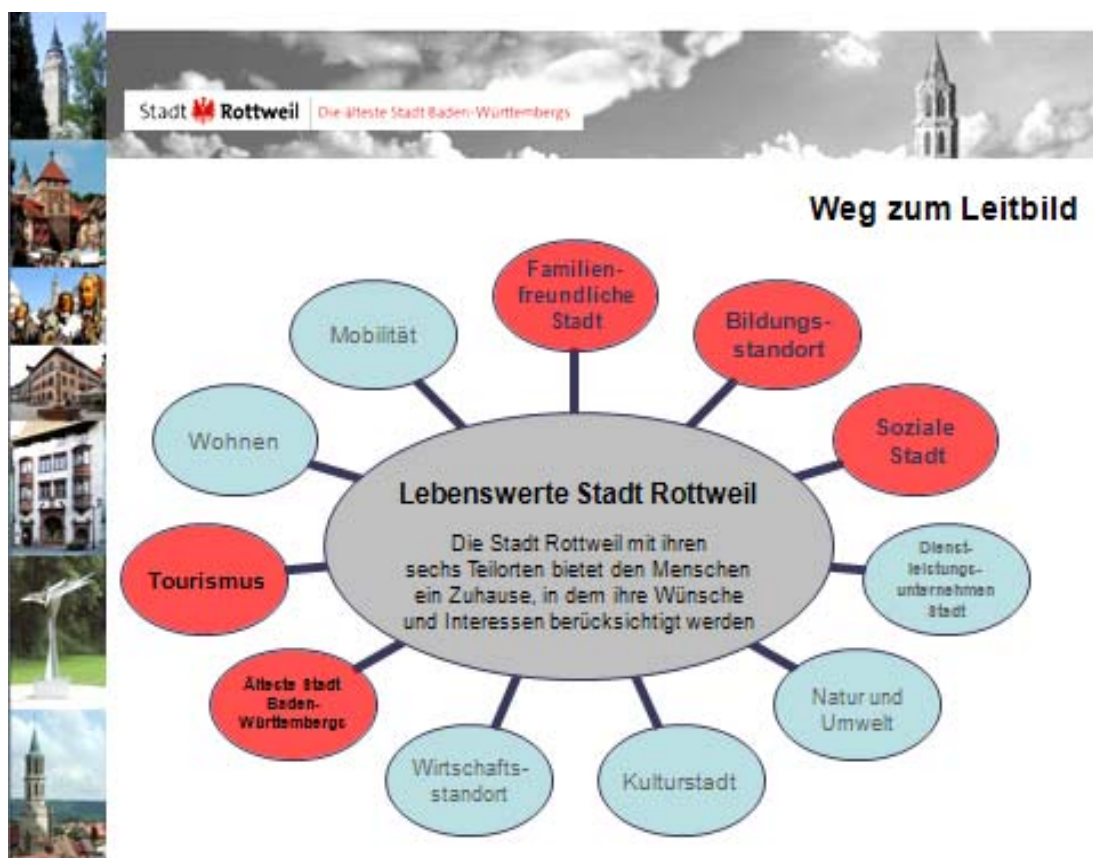 Stadt Rottweil Die älteste Stadt Baden-Württembergs
Weg zum Leitbild
Familien-
freundliche
Stadt
Bildungs-
standort
Soziale
Stadt
Dienst-
leistungs-
unternehmen
Stadt
Natur und
Umwelt
Kulturstadt
Wirtschafts-
standort
Älteste Stadt
Baden-
Württembergs
Tourismus
Wohnen
Mobilität
Lebenswerte Stadt Rottweil
Die Stadt Rottweil mit ihren
sechs Teilorten bietet den Menschen
ein Zuhause, in dem ihre Wünsche
und Interessen berücksichtigt werden